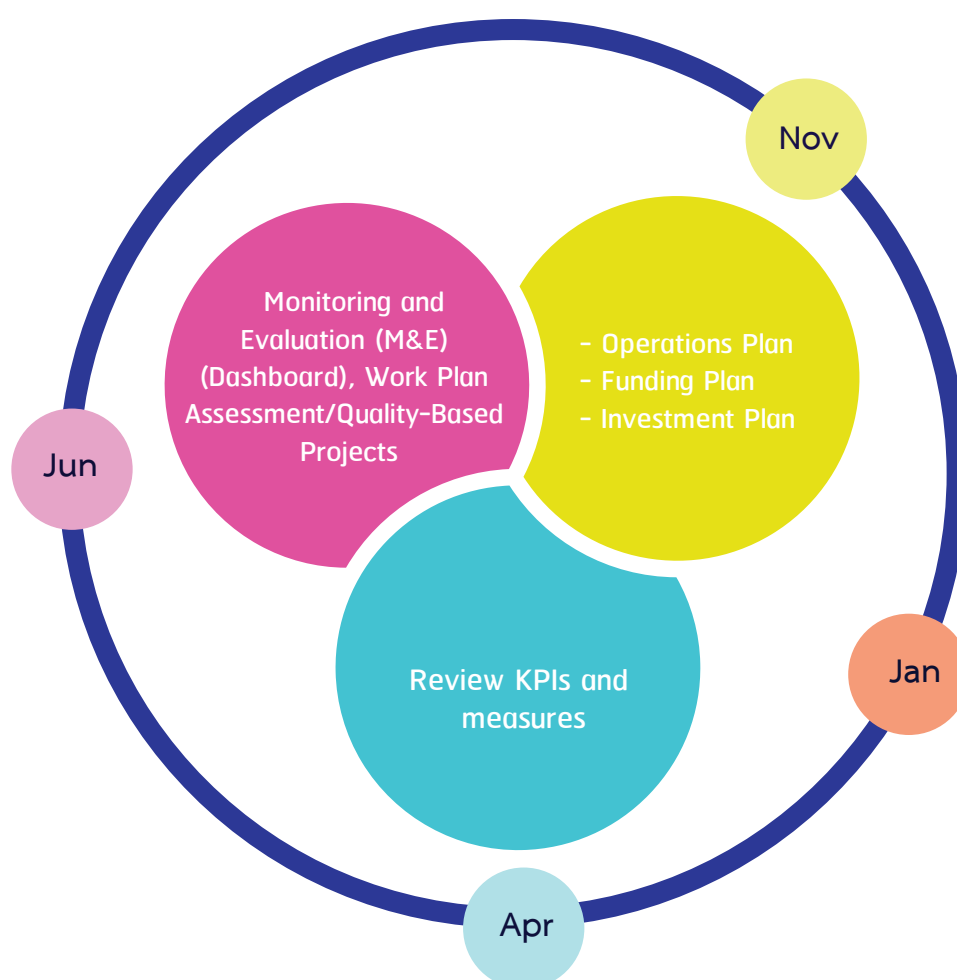 Nov
Monitoring and
Evaluation (M&E)
(Dashboard), Work Plan
Assessment/Quality-Based
Projects
- Operations Plan
- Funding Plan
- Investment Plan
Jun
Jan
Review KPIs and
measures
Apr